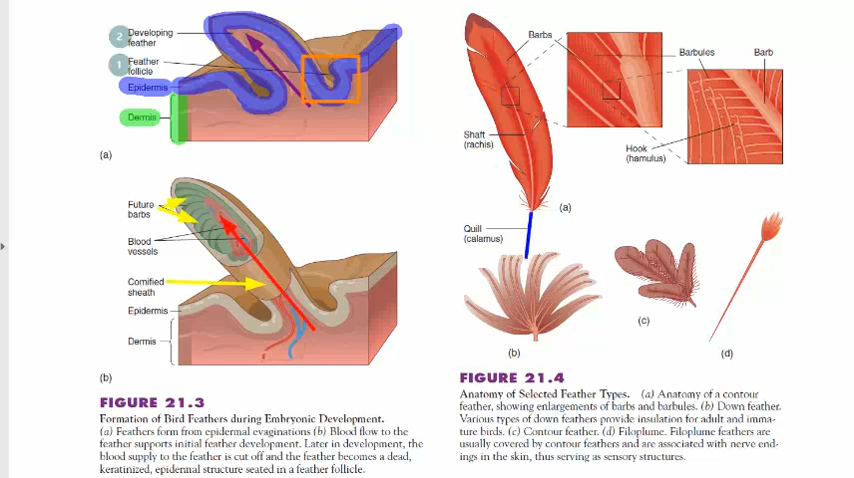 2 Developing
feather
1 Feather
follicle
Epidermis
Dermis
(a)
Future
barbs
Blood
vessels
Cornified
sheath
Epidermis
Dermis
(b)
FIGURE 21.3
Formation of Bird Feathers during Embryonic Development.
(a) Feathers form from epidermal evaginations (b) Blood flow to the
feather supports initial feather development. Later in development, the
blood supply to the feather is cut off and the feather becomes a dead,
keratinized, epidermal structure seated in a feather follicle.
Barbs
Barbules
Barb
Shaft
(rachis)
Hook
(hamulus)
(a)
Quill
(calamus)
(b)
(c)
(d)
FIGURE 21.4
Anatomy of Selected Feather Types. (a) Anatomy of a contour
feather, showing enlargements of barbs and barbules. (b) Down feather.
Various types of down feathers provide insulation for adult and imma-
ture birds. (c) Contour feather. (d) Filoplume. Filoplume feathers are
usually covered by contour feathers and are associated with nerve end-
ings in the skin, thus serving as sensory structures.